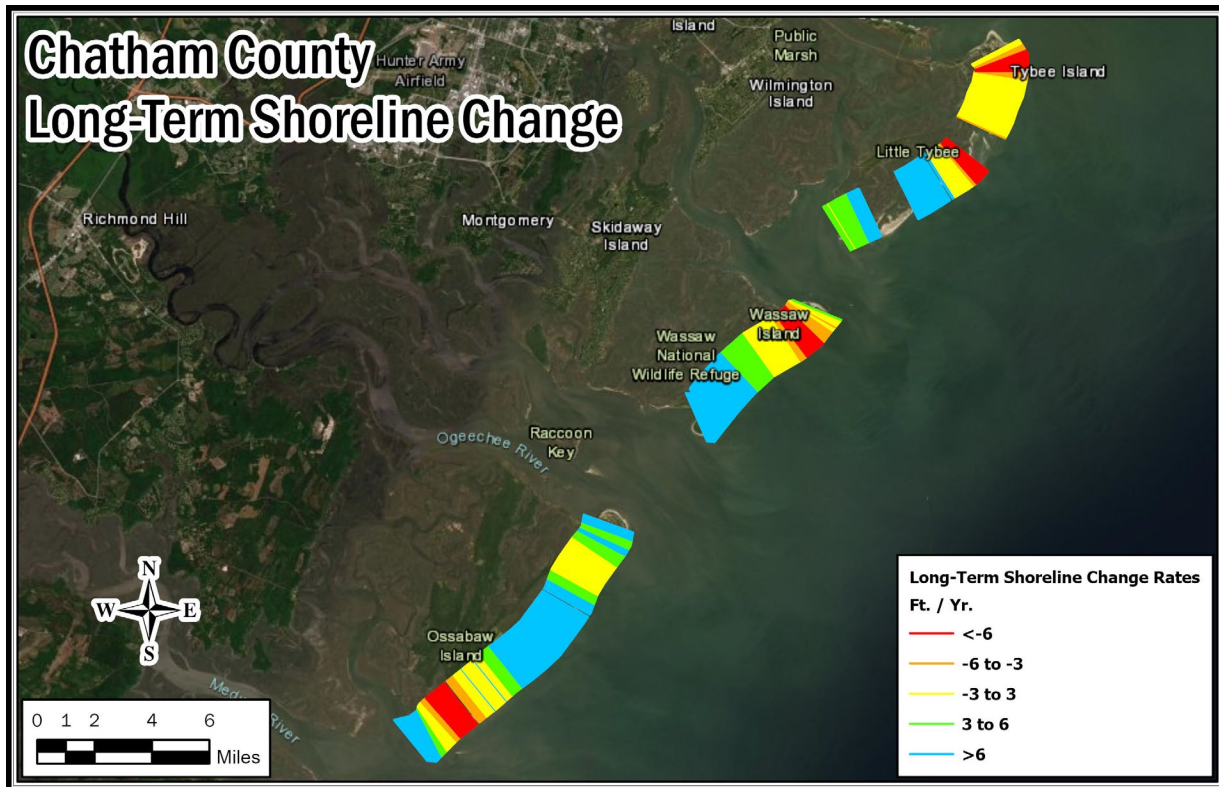 Chatham County
Long-Term Shoreline Change
Island
Public
Marsh
Hunter Army
Airfield
Wilmington
Island
Tybee Island
Little Tybee
Richmond Hill
Montgomery
Skidaway
Island
Wassaw
Island
Wassaw
National
Wildlife Refuge
Raccoon
Key
Ogeechee River
Ossabaw
Island
River
N
W E
S
0 1 2 4 6
Miles
Long-Term Shoreline Change Rates
Ft. / Yr.
<-6
-6 to -3
-3 to 3
3 to 6
>6